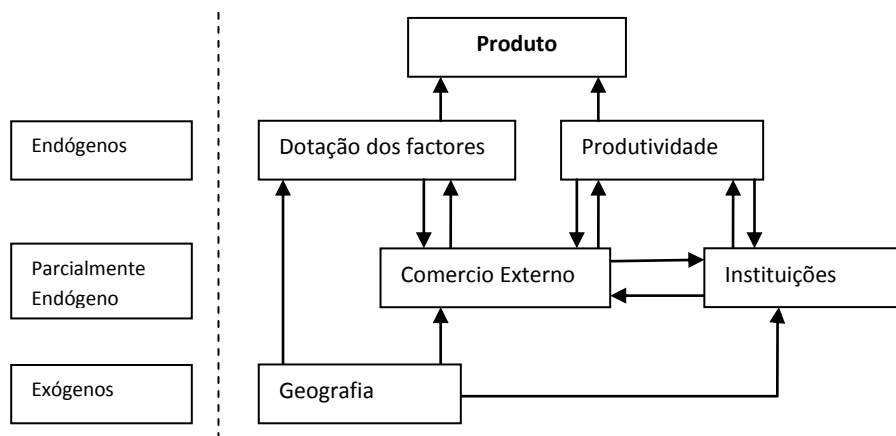 Produto
Endógenos
Dotação dos factores
Produtividade
Parcialmente
Endógeno
Comercio Externo
Instituições
Exógenos
Geografia